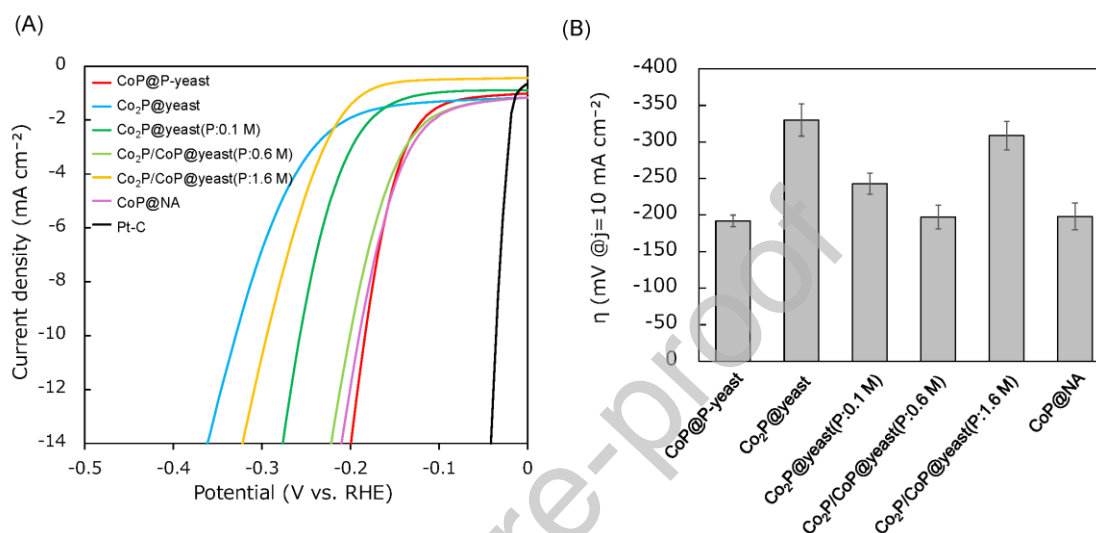 (A)
Current density (mA cm⁻²)
0
-2
-4
-6
-8
-10
-12
-14
CoP@P-yeast
Co₂P@yeast
Co₂P@yeast(P:0.1 M)
Co₂P/CoP@yeast(P:0.6 M)
Co₂P/CoP@yeast(P:1.6 M)
CoP@NA
Pt-C
-0.5
-0.4
-0.3
-0.2
-0.1
0
Potential (V vs. RHE)
(B)
η (mV @j=10 mA cm⁻²)
-400
-350
-300
-250
-200
-150
-100
-50
0
CoP@P-yeast
Co₂P@yeast
Co₂P@yeast(P:0.1 M)
Co₂P/CoP@yeast(P:0.6 M)
Co₂P/CoP@yeast(P:1.6 M)
CoP@NA
re-proof